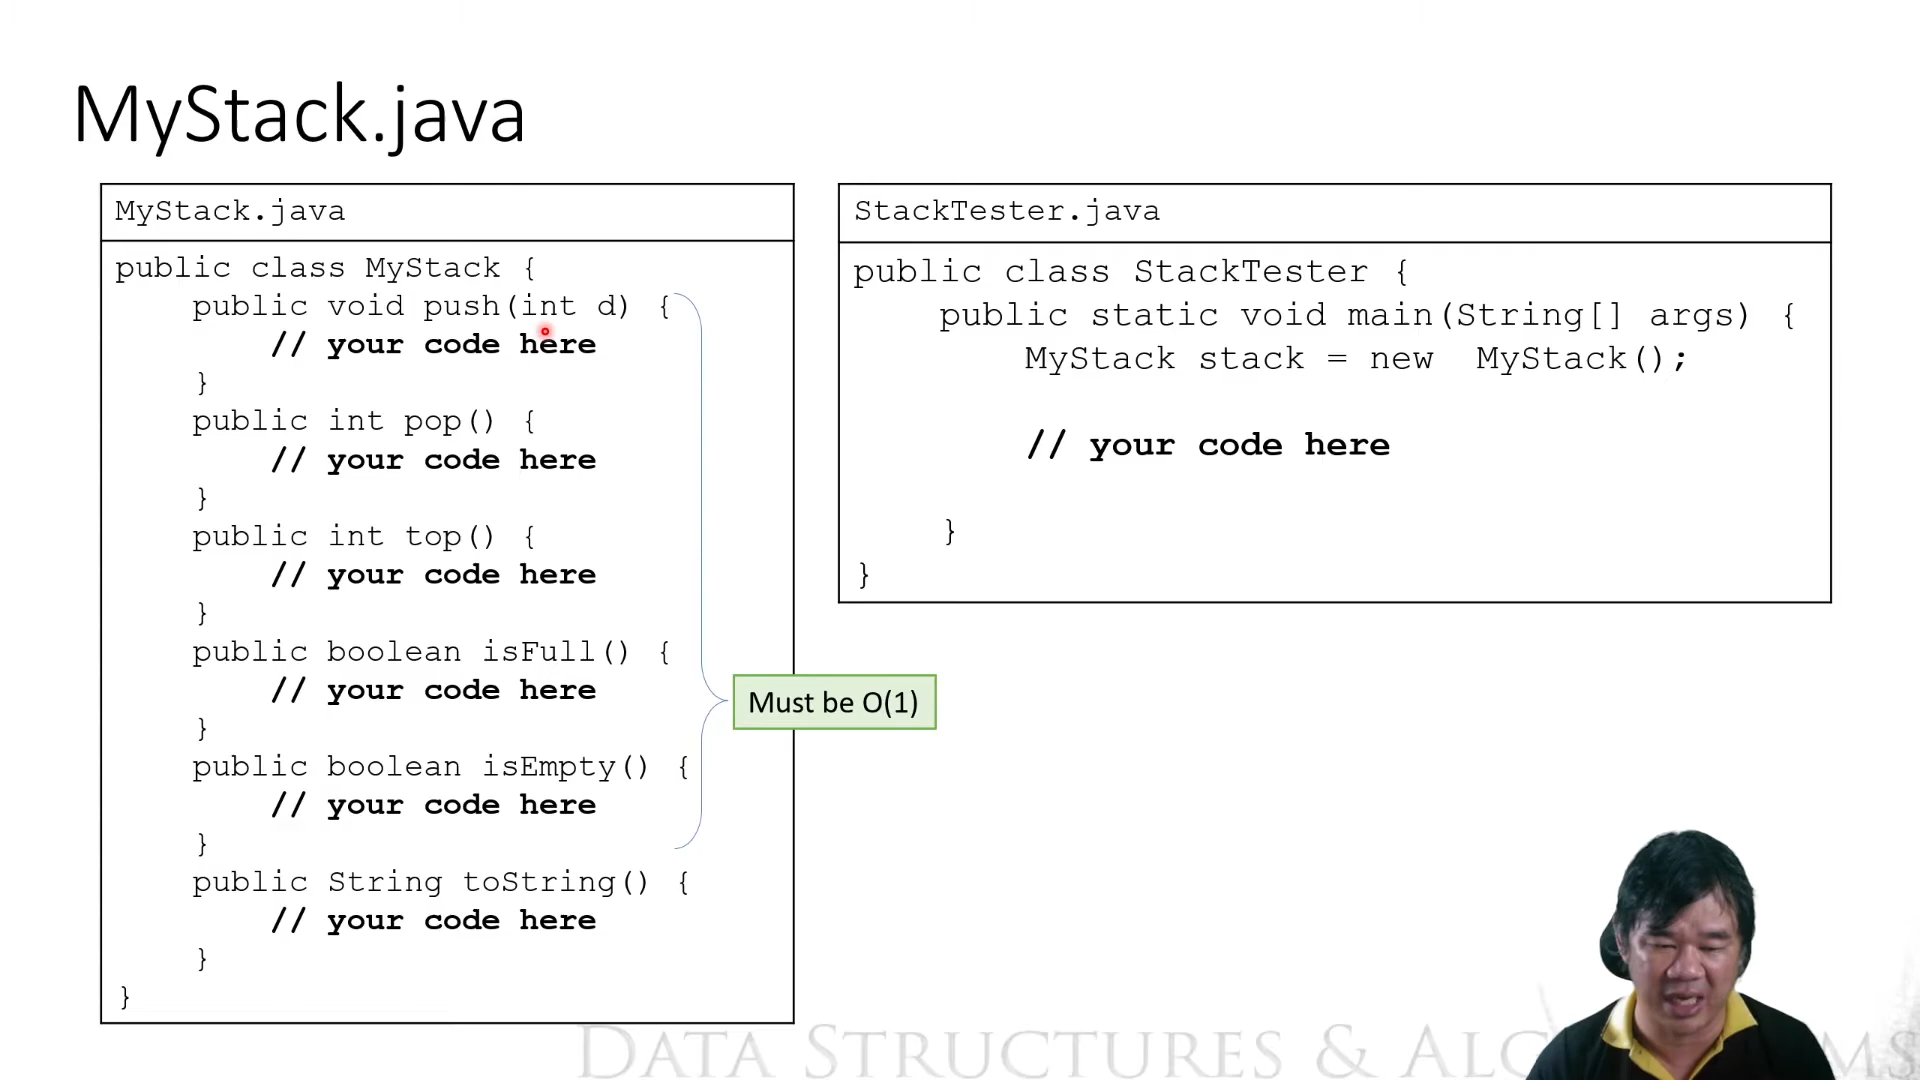 MyStack.java
MyStack.java
public class MyStack {
public void push(int d) {
// your code here
}
public int pop() {
// your code here
}
public int top() {
// your code here
}
public boolean isFull() {
// your code here
}
public boolean isEmpty() {
// your code here
}
public String toString() {
// your code here
}
}
Must be O(1)
StackTester.java
public class StackTester {
public static void main(String[] args) {
MyStack stack = new  MyStack();
// your code here
}
}
DATA STRUCTURES &